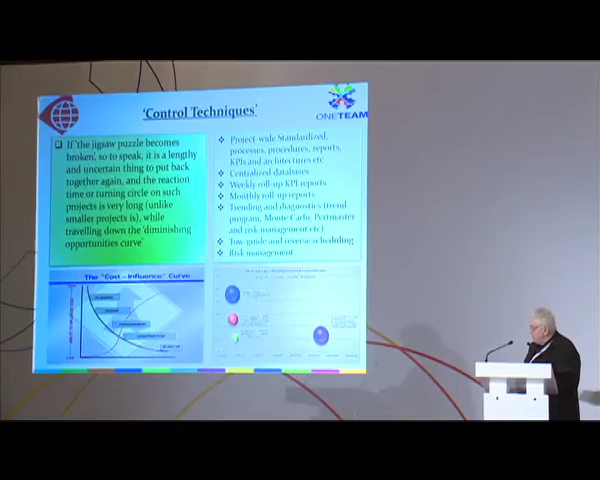 'Control Techniques'
ONETEAM
If 'the jigsaw puzzle becomes
broken', so to speak, it is a lengthy
and uncertain thing to put back
together again, and the reaction
time or turning circle on such
projects is very long (unlike
smaller projects is), while
travelling down the 'diminishing
opportunities curve'
Project-wide Standardized,
processes, procedures, reports,
KPIs and architectures etc
Centralized databases
Weekly roll-up KPI reports
Monthly roll-up reports
Trending and diagnostics (trend
program, Monte Carlo, Pertmaster
and risk management etc)
Tow-guide and reverse scheduling
Risk management
The "Cost - Influence" Curve
START UP